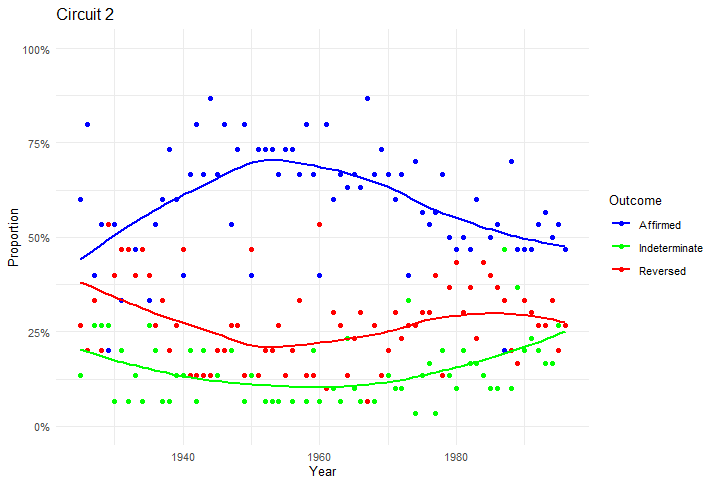 Circuit 2
100%
75%
50%
25%
0%
Proportion
1940
1960
1980
Year
Outcome
Affirmed
Indeterminate
Reversed